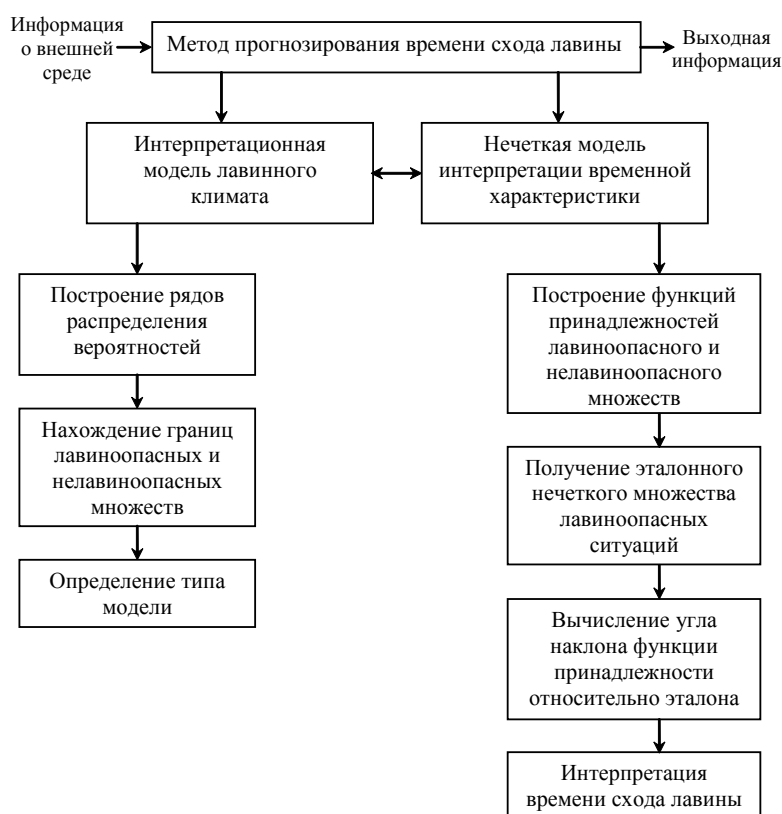 Информация
о внешней
среде
Метод прогнозирования времени схода лавины
Выходная
информация
Интерпретационная
модель лавинного
климата
Нечеткая модель
интерпретации временной
характеристики
Построение рядов
распределения
вероятностей
Нахождение границ
лавиноопасных и
нелавиноопасных
множеств
Определение типа
модели
Построение функций
принадлежностей
лавиноопасного и
нелавиноопасного
множеств
Получение эталонного
нечеткого множества
лавиноопасных
ситуаций
Вычисление угла
наклона функции
принадлежности
относительно эталона
Интерпретация
времени схода лавины